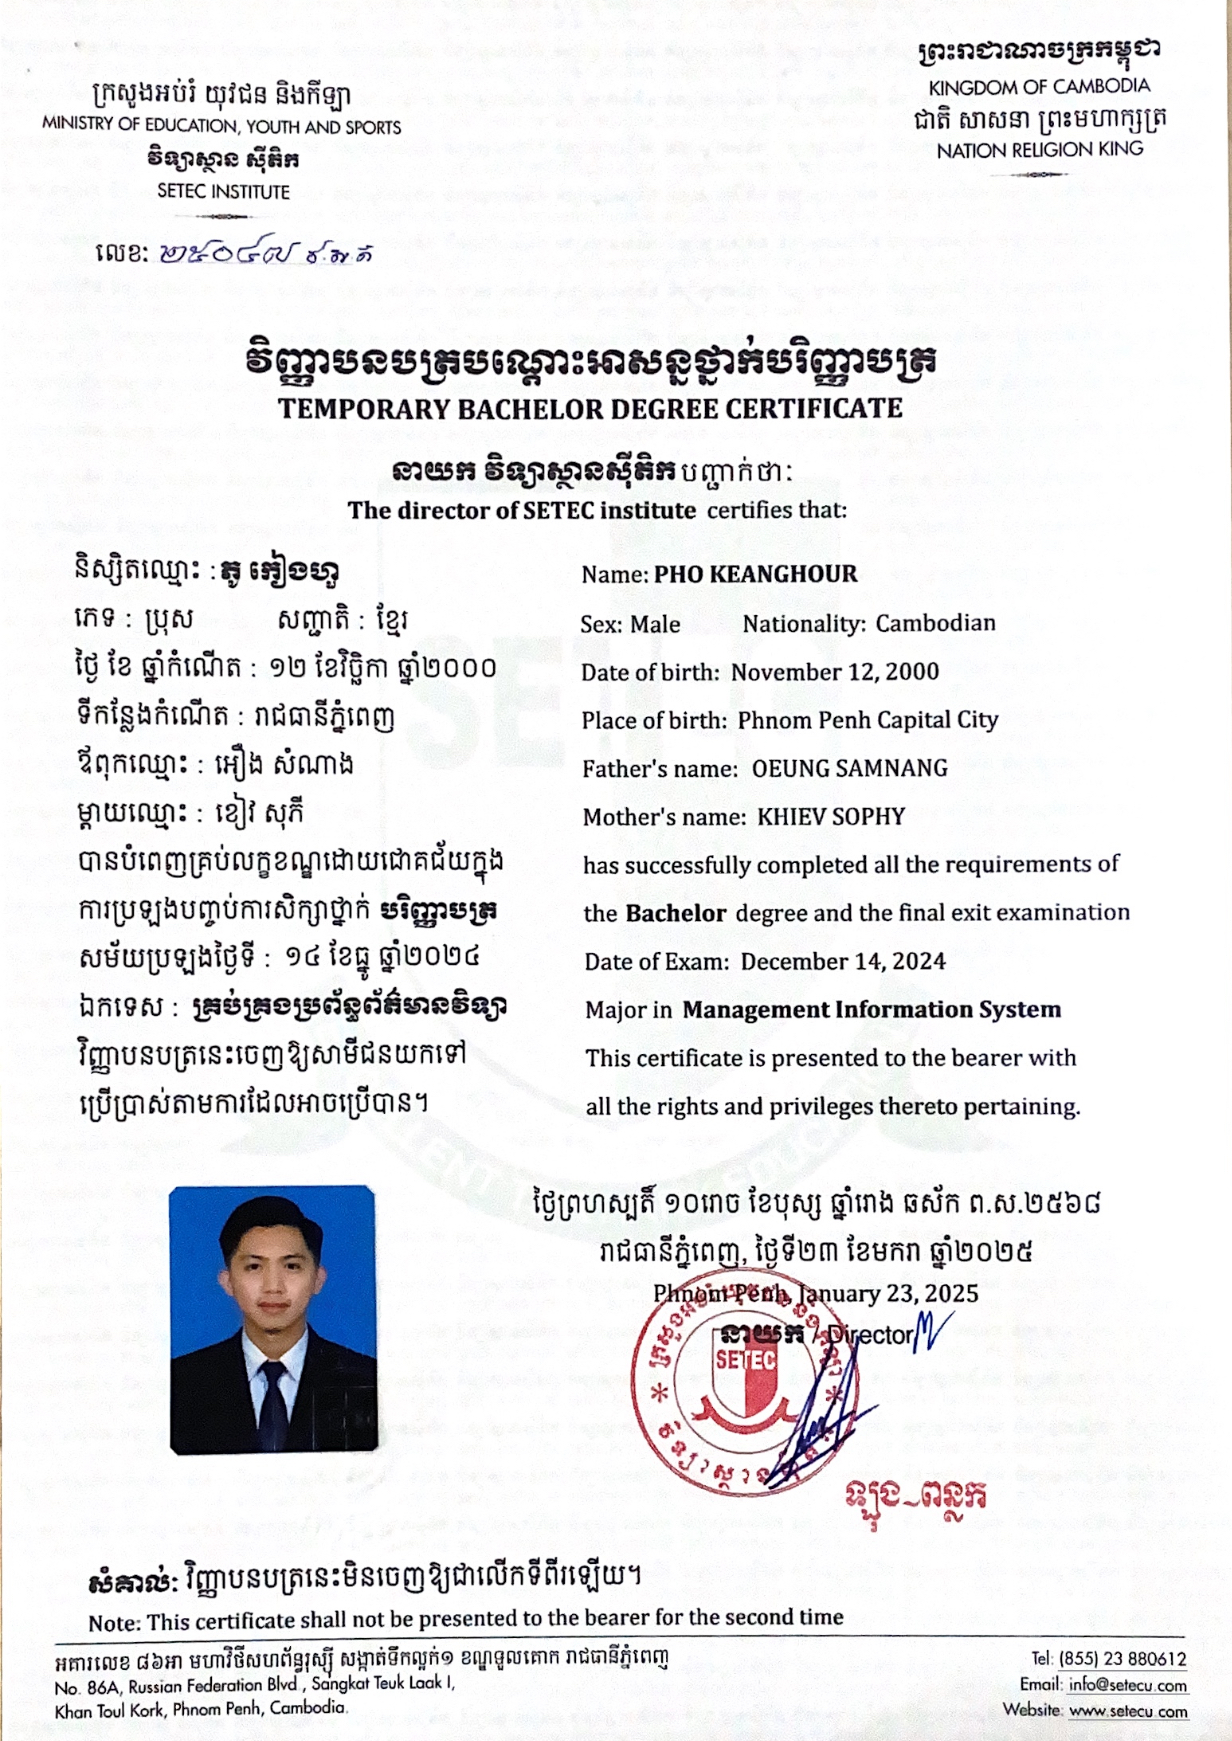 ព្រះរាជាណាចក្រកម្ពុជា
KINGDOM OF CAMBODIA
ជាតិ សាសនា ព្រះមហាក្សត្រ
NATION RELIGION KING
ក្រសួងអប់រំ យុវជន និងកីឡា
MINISTRY OF EDUCATION, YOUTH AND SPORTS
វិទ្យាស្ថាន ស៊ីតិក
SETEC INSTITUTE
លេខ: ២៥០៤៧
វិញ្ញាបនបត្របណ្តោះអាសន្នថ្នាក់បរិញ្ញាបត្រ
TEMPORARY BACHELOR DEGREE CERTIFICATE
នាយក វិទ្យាស្ថានស៊ីតិក បញ្ជាក់ថា:
The director of SETEC institute certifies that:
និស្សិតឈ្មោះ : ភូ គៀងហួ
ភេទ : ប្រុស សញ្ជាតិ : ខ្មែរ
ថ្ងៃ ខែ ឆ្នាំកំណើត : ១២ ខែវិច្ឆិកា ឆ្នាំ២០០០
ទីកន្លែងកំណើត : រាជធានីភ្នំពេញ
ឪពុកឈ្មោះ : អឿង សំណាង
ម្តាយឈ្មោះ : ខៀវ សុភី
បានបំពេញគ្រប់លក្ខខណ្ឌដោយជោគជ័យក្នុង
ការប្រឡងបញ្ចប់ការសិក្សាថ្នាក់ បរិញ្ញាបត្រ
សម័យប្រឡងថ្ងៃទី : ១៤ ខែធ្នូ ឆ្នាំ២០២៤
ឯកទេស : គ្រប់គ្រងប្រព័ន្ធព័ត៌មានវិទ្យា
វិញ្ញាបនបត្រនេះចេញឱ្យសាមីជនយកទៅ
ប្រើប្រាស់តាមការដែលអាចប្រើបាន។
Name: PHO KEANGHOUR
Sex: Male Nationality: Cambodian
Date of birth: November 12, 2000
Place of birth: Phnom Penh Capital City
Father's name: OEUNG SAMNANG
Mother's name: KHIEV SOPHY
has successfully completed all the requirements of
the Bachelor degree and the final exit examination
Date of Exam: December 14, 2024
Major in Management Information System
This certificate is presented to the bearer with
all the rights and privileges thereto pertaining.
ថ្ងៃព្រហស្បតិ៍ ១០រោច ខែបុស្ស ឆ្នាំរោង ឆស័ក ព.ស.២៥៦៨
រាជធានីភ្នំពេញ, ថ្ងៃទី២៣ ខែមករា ឆ្នាំ២០២៥
Phnom Penh, January 23, 2025
នាយក / Director
SETEC
សំគាល់: វិញ្ញាបនបត្រនេះមិនចេញឱ្យជាលើកទីពីរឡើយ។
Note: This certificate shall not be presented to the bearer for the second time
អគារលេខ ៨៦អា មហាវិថីសហព័ន្ធរុស្ស៊ី សង្កាត់ទឹកល្អក់១ ខណ្ឌទួលគោក រាជធានីភ្នំពេញ
No. 86A, Russian Federation Blvd , Sangkat Teuk Laak I,
Khan Toul Kork, Phnom Penh, Cambodia.
Tel: (855) 23 880612
Email: info@setecu.com
Website: www.setecu.com